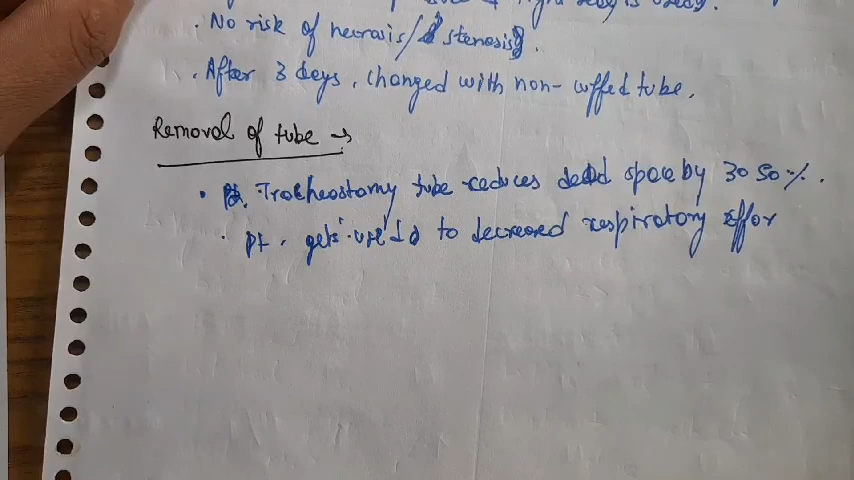 . No risk of necrosis/ stenosis.
. After 3 days, changed with non-cuffed tube.
Removal of tube →
. Tracheostomy tube reduces dead space by 30 50%.
. pt. gets used to decreased respiratory effor